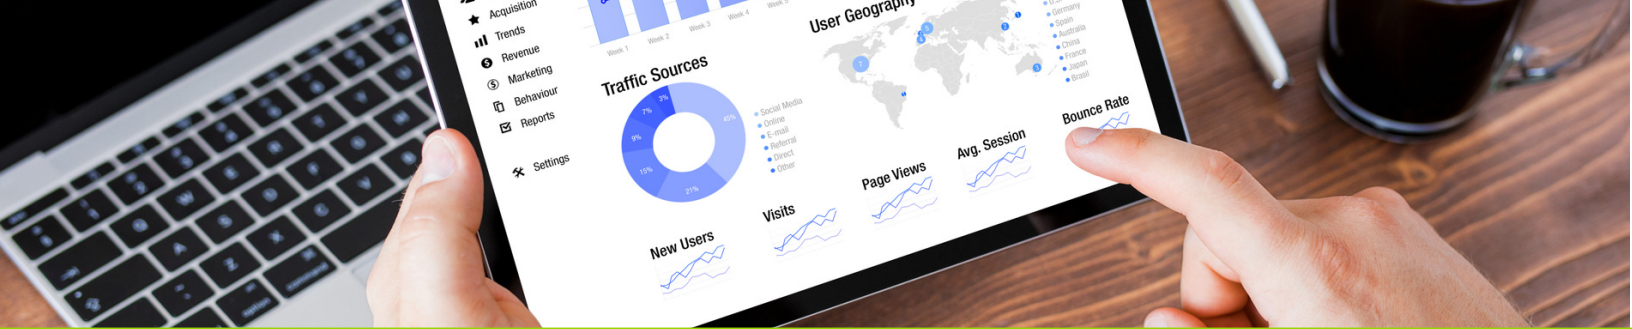 Acquisition
Trends
Revenue
Marketing
Behaviour
Reports
Settings
Week 1
Week 2
Week 3
Week 4
Traffic Sources
3%
7%
9%
15%
21%
45%
Social Media
Online
E-mail
Referral
Direct
Other
User Geography
Germany
Spain
Australia
China
France
Japan
Brasil
New Users
Visits
Page Views
Avg. Session
Bounce Rate
A
S
Z
X
C
V
D
W
option
command